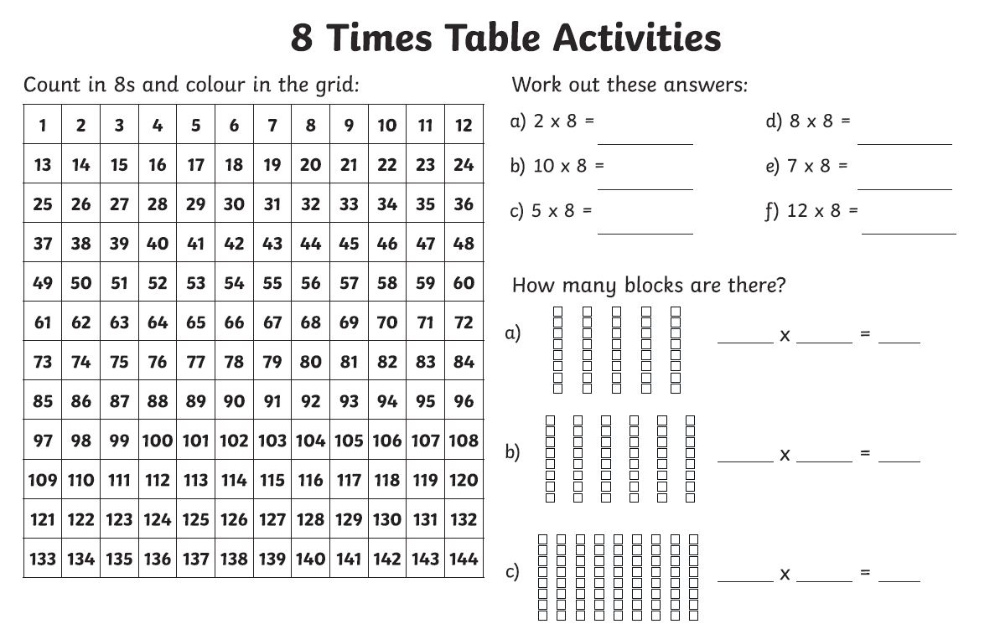 8 Times Table Activities
Count in 8s and colour in the grid:
1 2 3 4 5 6 7 8 9 10 11 12
13 14 15 16 17 18 19 20 21 22 23 24
25 26 27 28 29 30 31 32 33 34 35 36
37 38 39 40 41 42 43 44 45 46 47 48
49 50 51 52 53 54 55 56 57 58 59 60
61 62 63 64 65 66 67 68 69 70 71 72
73 74 75 76 77 78 79 80 81 82 83 84
85 86 87 88 89 90 91 92 93 94 95 96
97 98 99 100 101 102 103 104 105 106 107 108
109 110 111 112 113 114 115 116 117 118 119 120
121 122 123 124 125 126 127 128 129 130 131 132
133 134 135 136 137 138 139 140 141 142 143 144
Work out these answers:
a) 2 x 8 = ________ d) 8 x 8 = ________
b) 10 x 8 = ________ e) 7 x 8 = ________
c) 5 x 8 = ________ f) 12 x 8 = ________
How many blocks are there?
a) ______ x ______ = ____
b) ______ x ______ = ____
c) ______ x ______ = ____